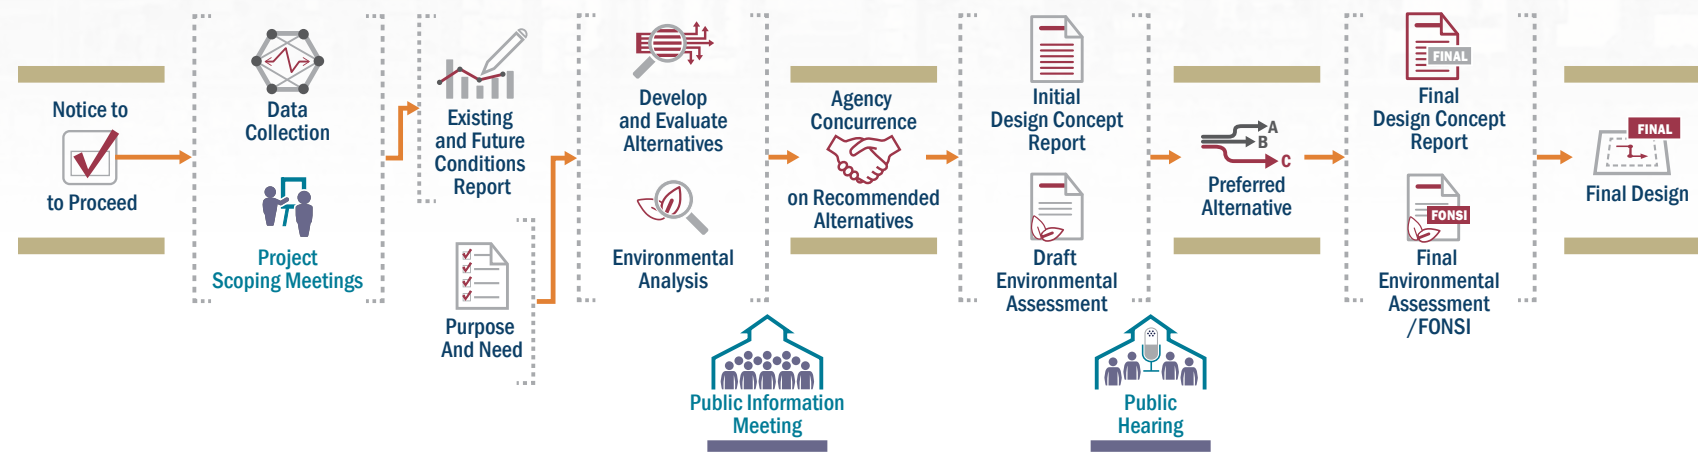 Notice to
to Proceed
Data
Collection
Project
Scoping Meetings
Existing
and Future
Conditions
Report
Purpose
And Need
Develop
and Evaluate
Alternatives
Environmental
Analysis
Public Information
Meeting
Agency
Concurrence
on Recommended
Alternatives
Initial
Design Concept
Report
Draft
Environmental
Assessment
Public
Hearing
A
B
C
Preferred
Alternative
FINAL
Final
Design Concept
Report
FONSI
Final
Environmental
Assessment
/FONSI
FINAL
Final Design